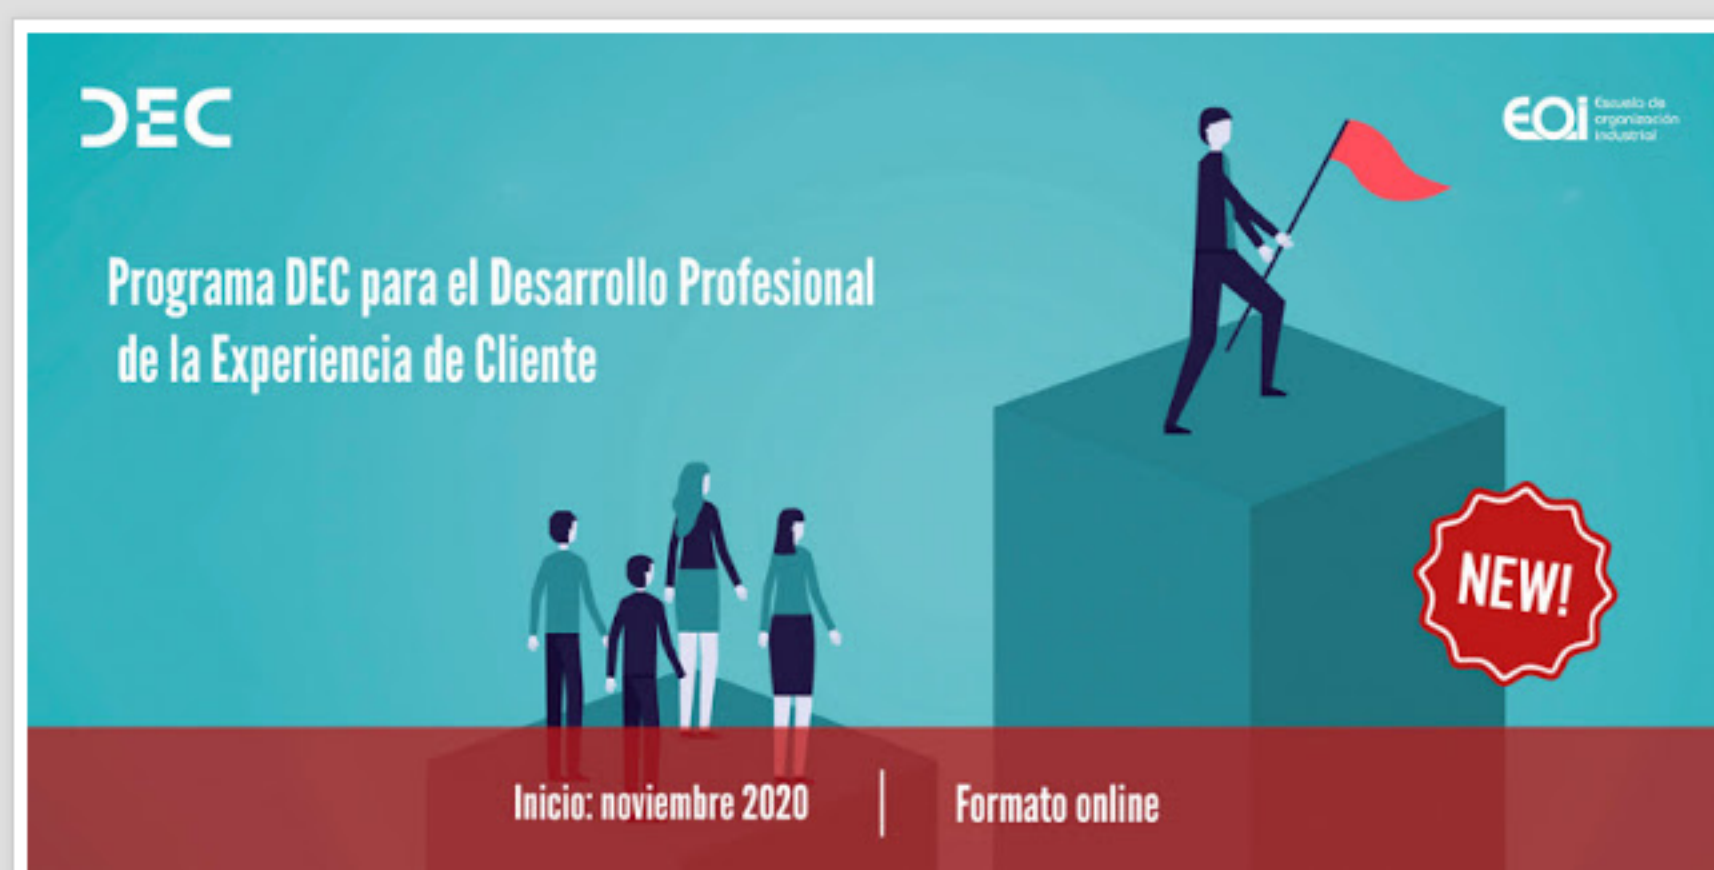 DEC
EOi Escuela de
organización
industrial
Programa DEC para el Desarrollo Profesional
de la Experiencia de Cliente
NEW!
Inicio: noviembre 2020 | Formato online